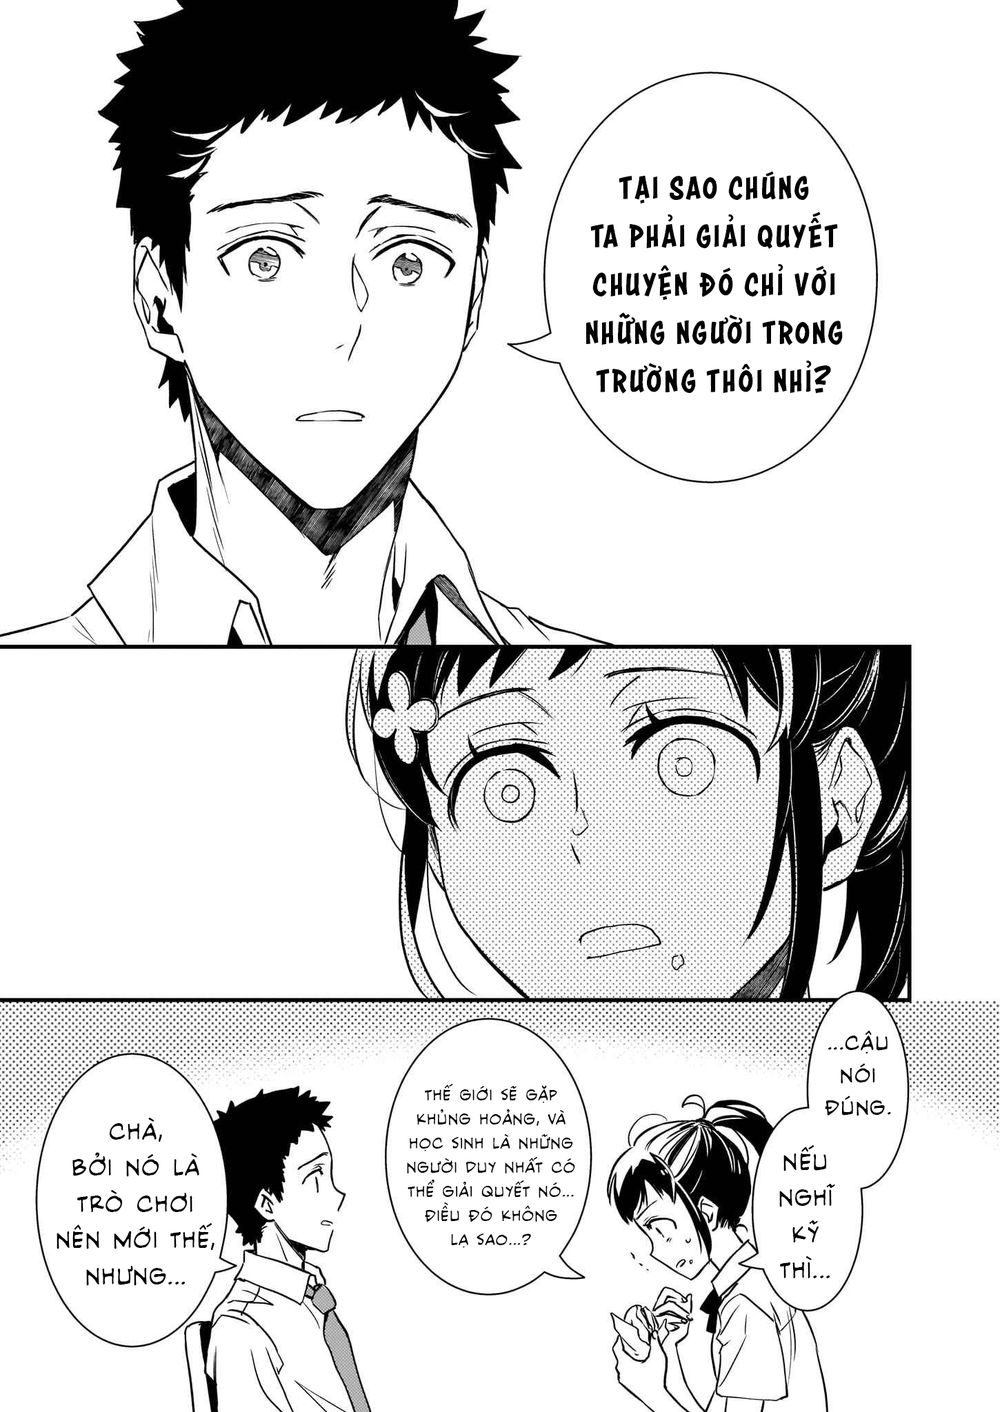 TẠI SAO CHÚNG
TA PHẢI GIẢI QUYẾT
CHUYỆN ĐÓ CHỈ VỚI
NHỮNG NGƯỜI TRONG
TRƯỜNG THÔI NHỈ?
...CẬU
NÓI
ĐÚNG.
NẾU
NGHĨ
KỸ
THÌ...
THẾ GIỚI SẼ GẶP
KHỦNG HOẢNG, VÀ
HỌC SINH LÀ NHỮNG
NGƯỜI DUY NHẤT CÓ
THỂ GIẢI QUYẾT NÓ...
ĐIỀU ĐÓ KHÔNG
LẠ SAO...?
CHÀ,
BỞI NÓ LÀ
TRÒ CHƠI
NÊN MỚI THẾ,
NHƯNG...